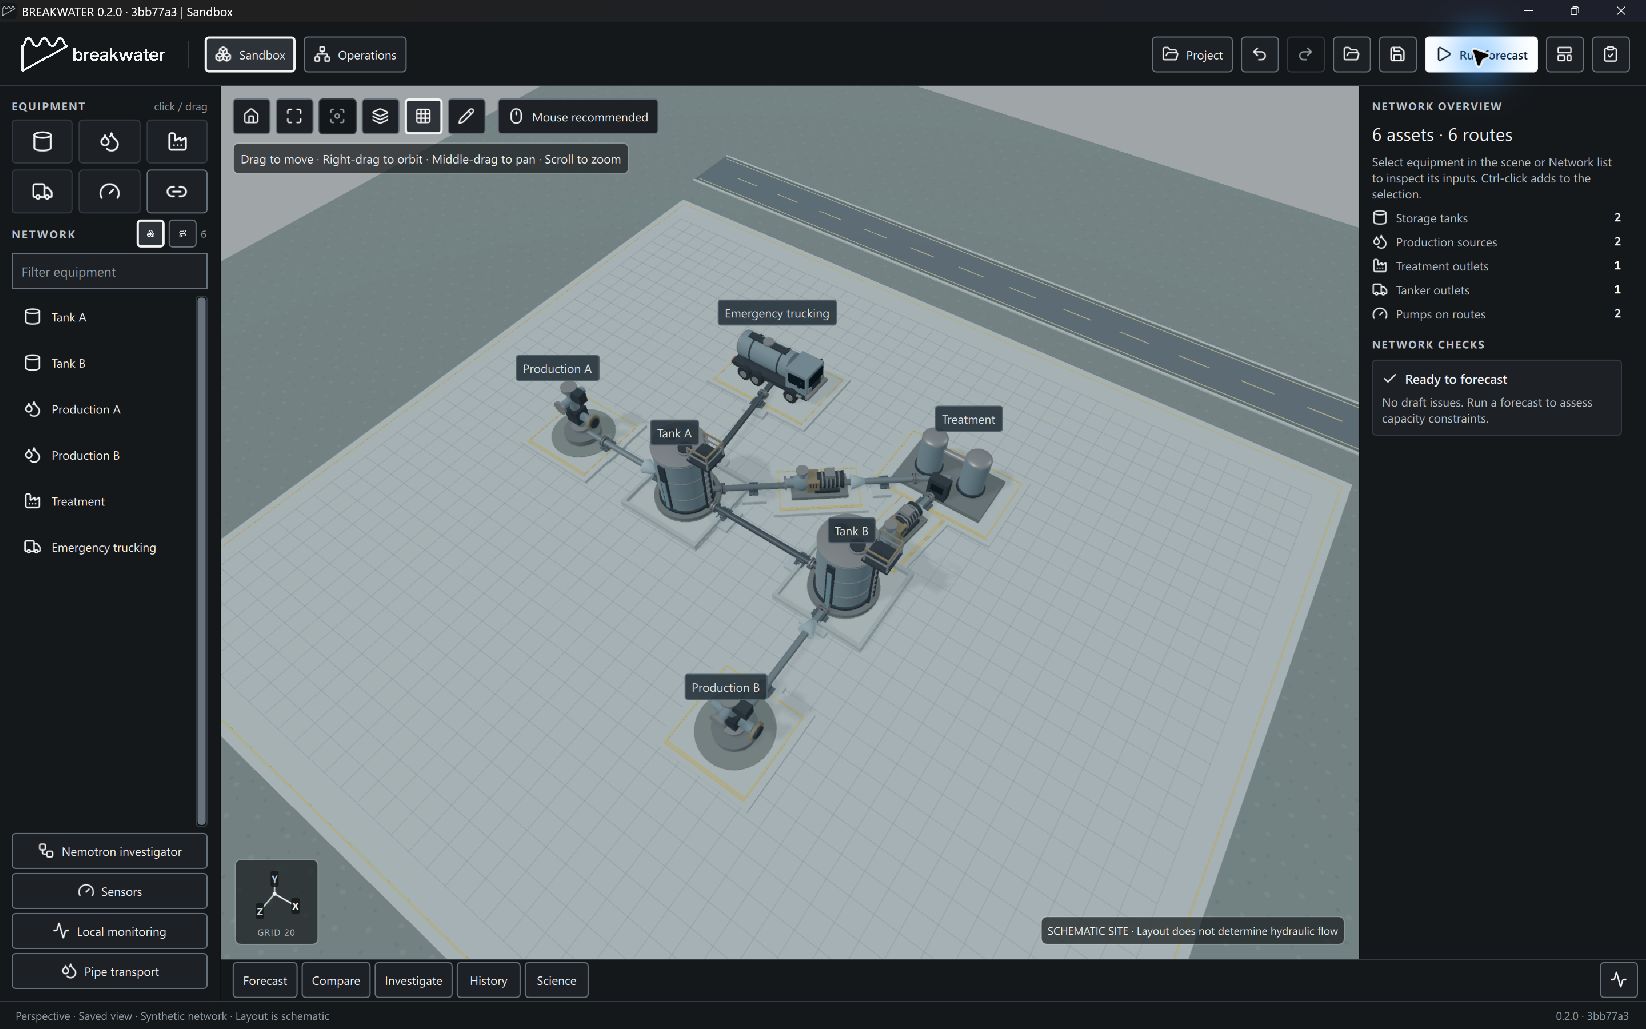 BREAKWATER 0.2.0 · 3bb77a3 | Sandbox
breakwater
Sandbox
Operations
Project
Run forecast
EQUIPMENT
click / drag
NETWORK
6
Filter equipment
Tank A
Tank B
Production A
Production B
Treatment
Emergency trucking
Nemotron investigator
Sensors
Local monitoring
Pipe transport
Mouse recommended
Drag to move · Right-drag to orbit · Middle-drag to pan · Scroll to zoom
Emergency trucking
Production A
Treatment
Tank A
Tank B
Production B
Y
Z
X
GRID 20
SCHEMATIC SITE · Layout does not determine hydraulic flow
NETWORK OVERVIEW
6 assets · 6 routes
Select equipment in the scene or Network list
to inspect its inputs. Ctrl-click adds to the
selection.
Storage tanks 2
Production sources 2
Treatment outlets 1
Tanker outlets 1
Pumps on routes 2
NETWORK CHECKS
Ready to forecast
No draft issues. Run a forecast to assess
capacity constraints.
Forecast
Compare
Investigate
History
Science
Perspective · Saved view · Synthetic network · Layout is schematic
0.2.0 · 3bb77a3